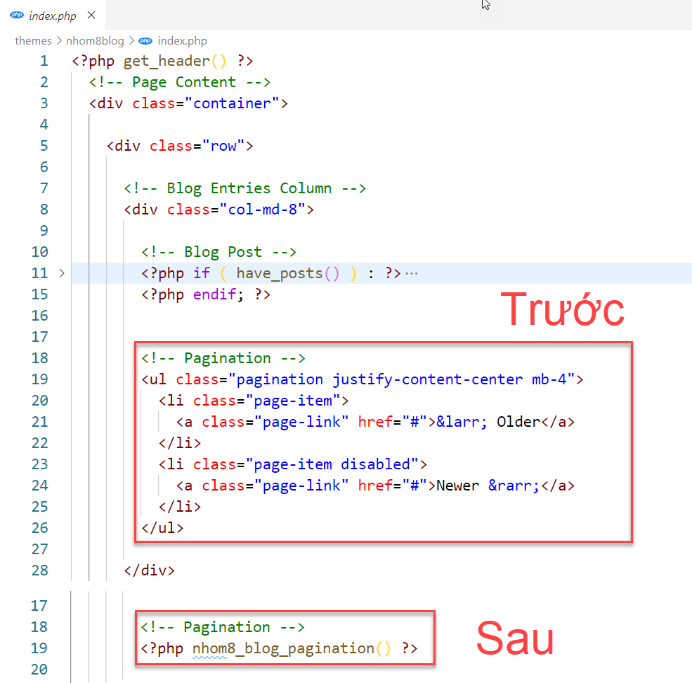 php index.php ×
themes > nhom8blog > php index.php
1 <?php get_header() ?>
2 <!-- Page Content -->
3 <div class="container">
4
5 <div class="row">
6
7 <!-- Blog Entries Column -->
8 <div class="col-md-8">
9
10 <!-- Blog Post -->
11 > <?php if ( have_posts() ) : ?>···
15 <?php endif; ?>
16
Trước
17
18 <!-- Pagination -->
19 <ul class="pagination justify-content-center mb-4">
20 <li class="page-item">
21 <a class="page-link" href="#">&larr; Older</a>
22 </li>
23 <li class="page-item disabled">
24 <a class="page-link" href="#">Newer &rarr;</a>
25 </li>
26 </ul>
27
28 </div>
17
18 <!-- Pagination -->
19 <?php nhom8_blog_pagination() ?>
Sau
20